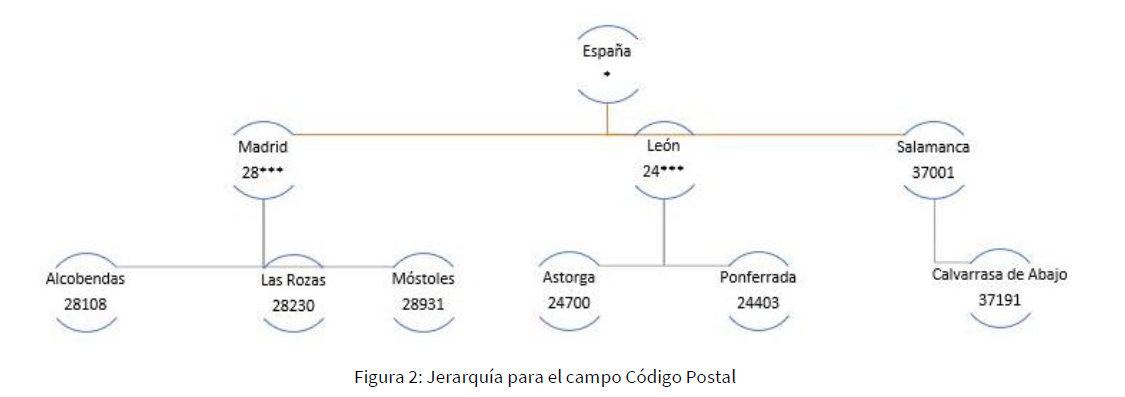 España
*
Madrid
28***
León
24***
Salamanca
37001
Alcobendas
28108
Las Rozas
28230
Móstoles
28931
Astorga
24700
Ponferrada
24403
Calvarrasa de Abajo
37191
Figura 2: Jerarquía para el campo Código Postal